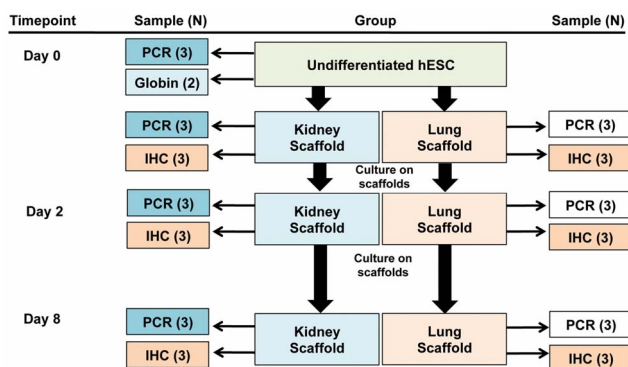 Timepoint Sample (N) Group Sample (N)
Day 0 PCR (3) Undifferentiated hESC
Globin (2)
PCR (3) Kidney Scaffold Lung Scaffold PCR (3)
IHC (3) IHC (3)
Culture on scaffolds
Day 2 PCR (3) Kidney Scaffold Lung Scaffold PCR (3)
IHC (3) IHC (3)
Culture on scaffolds
Day 8 PCR (3) Kidney Scaffold Lung Scaffold PCR (3)
IHC (3) IHC (3)